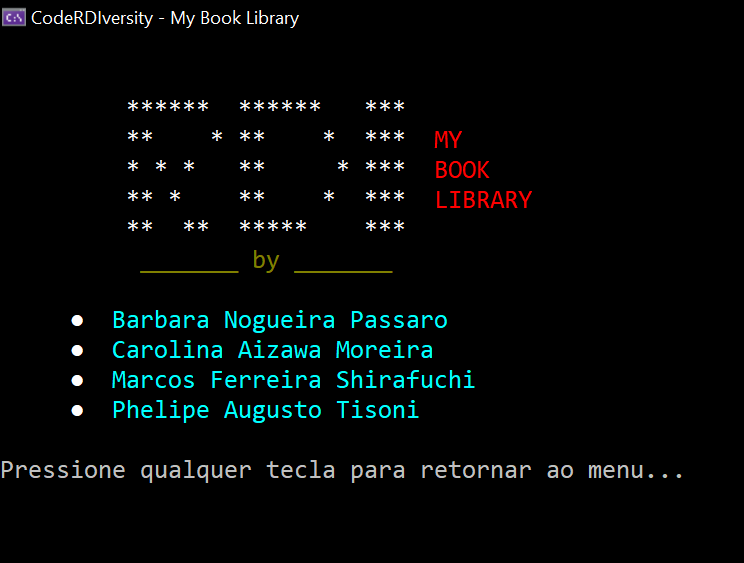 CodeRDIversity - My Book Library
******  ******   ***
**    * **    *  ***  MY
* * *   **     * ***  BOOK
** *    **    *  ***  LIBRARY
**  **  *****    ***
_______ by _______
● Barbara Nogueira Passaro
● Carolina Aizawa Moreira
● Marcos Ferreira Shirafuchi
● Phelipe Augusto Tisoni
Pressione qualquer tecla para retornar ao menu...